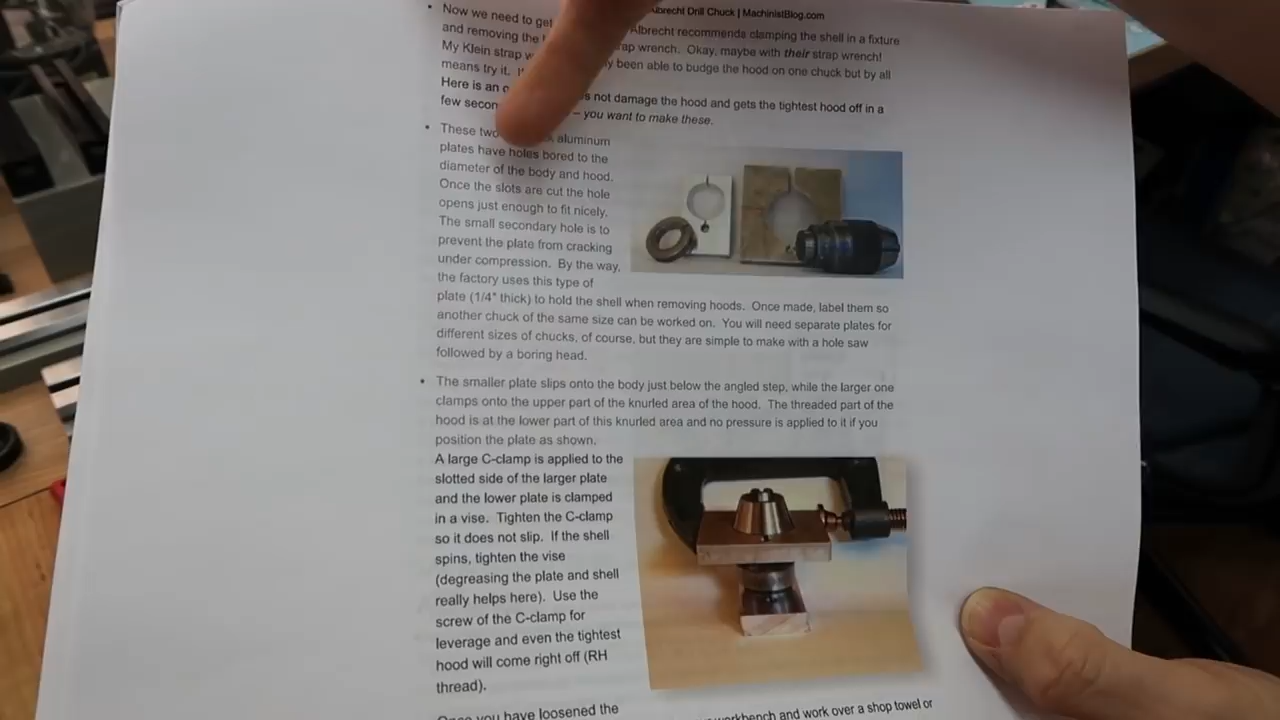 ubrecht Drill Chuck | MachinistBlog.com
• Now we need to get Albrecht recommends clamping the shell in a fixture
and removing the rap wrench. Okay, maybe with their strap wrench!
My Klein strap y been able to budge the hood on one chuck but by all
means try it.
Here is an s not damage the hood and gets the tightest hood off in a
few secon – you want to make these.
• These two aluminum
plates have holes bored to the
diameter of the body and hood.
Once the slots are cut the hole
opens just enough to fit nicely.
The small secondary hole is to
prevent the plate from cracking
under compression. By the way,
the factory uses this type of
plate (1/4" thick) to hold the shell when removing hoods. Once made, label them so
another chuck of the same size can be worked on. You will need separate plates for
different sizes of chucks, of course, but they are simple to make with a hole saw
followed by a boring head.
• The smaller plate slips onto the body just below the angled step, while the larger one
clamps onto the upper part of the knurled area of the hood. The threaded part of the
hood is at the lower part of this knurled area and no pressure is applied to it if you
position the plate as shown.
A large C-clamp is applied to the
slotted side of the larger plate
and the lower plate is clamped
in a vise. Tighten the C-clamp
so it does not slip. If the shell
spins, tighten the vise
(degreasing the plate and shell
really helps here). Use the
screw of the C-clamp for
leverage and even the tightest
hood will come right off (RH
thread).
Once you have loosened the workbench and work over a shop towel or